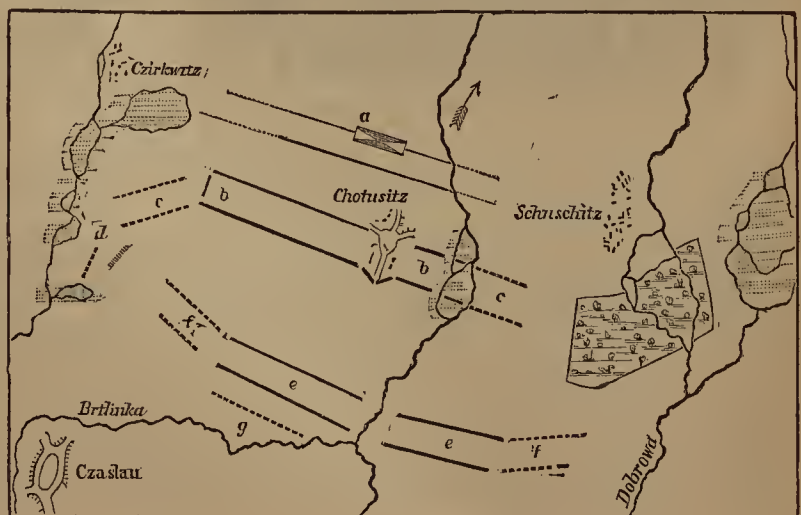 Czirkwitz
a
b
c
d
Chotusitz
Schuschitz
b
c
f
e
Brtlinka
g
e
f
Czaslau
Dobrowa